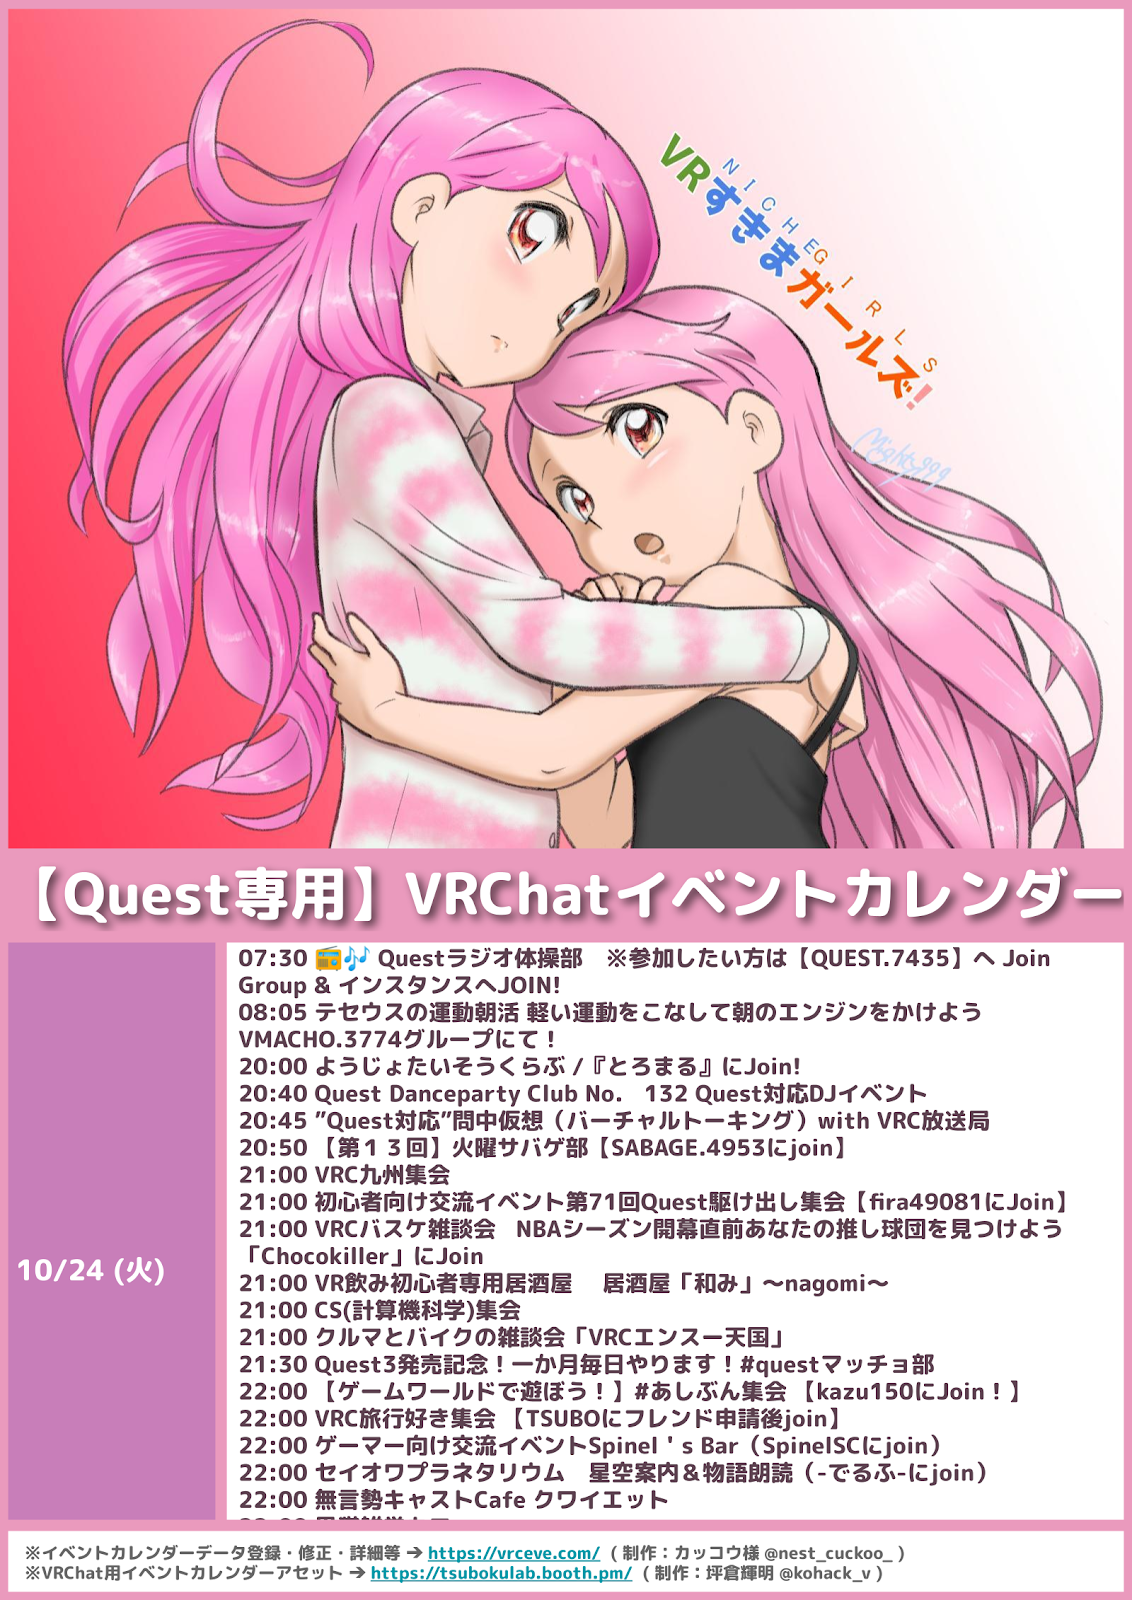 NICHE GIRLS
VRすきまガールズ!
Mighty999
【Quest専用】VRChatイベントカレンダー
10/24 (火)
07:30 📻🎶 Questラジオ体操部　※参加したい方は【QUEST.7435】へ Join
Group & インスタンスへJOIN!
08:05 テセウスの運動朝活 軽い運動をこなして朝のエンジンをかけよう
VMACHO.3774グループにて！
20:00 ようじょたいそうくらぶ /『とろまる』にJoin!
20:40 Quest Danceparty Club No.　132 Quest対応DJイベント
20:45 ”Quest対応”問中仮想（バーチャルトーキング）with VRC放送局
20:50 【第１３回】火曜サバゲ部【SABAGE.4953にjoin】
21:00 VRC九州集会
21:00 初心者向け交流イベント第71回Quest駆け出し集会【fira49081にJoin】
21:00 VRCバスケ雑談会　NBAシーズン開幕直前あなたの推し球団を見つけよう
「Chocokiller」にJoin
21:00 VR飲み初心者専用居酒屋　 居酒屋「和み」～nagomi～
21:00 CS(計算機科学)集会
21:00 クルマとバイクの雑談会「VRCエンスー天国」
21:30 Quest3発売記念！一か月毎日やります！#questマッチョ部
22:00 【ゲームワールドで遊ぼう！】#あしぶん集会 【kazu150にJoin！】
22:00 VRC旅行好き集会 【TSUBOにフレンド申請後join】
22:00 ゲーマー向け交流イベントSpinel＇s Bar（SpinelSCにjoin）
22:00 セイオワプラネタリウム　星空案内＆物語朗読（-でるふ-にjoin）
22:00 無言勢キャストCafe クワイエット
※イベントカレンダーデータ登録・修正・詳細等 ➔ https://vrceve.com/ ( 制作：カッコウ様 @nest_cuckoo_ )
※VRChat用イベントカレンダーアセット ➔ https://tsubokulab.booth.pm/ ( 制作：坪倉輝明 @kohack_v )